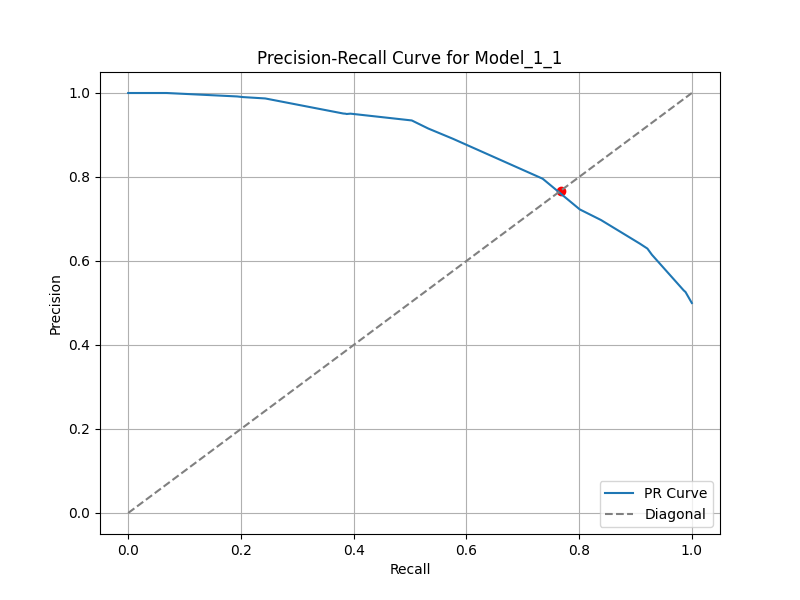 Precision-Recall Curve for Model_1_1
Precision
1.0
0.8
0.6
0.4
0.2
0.0
0.0 0.2 0.4 0.6 0.8 1.0
Recall
PR Curve
Diagonal